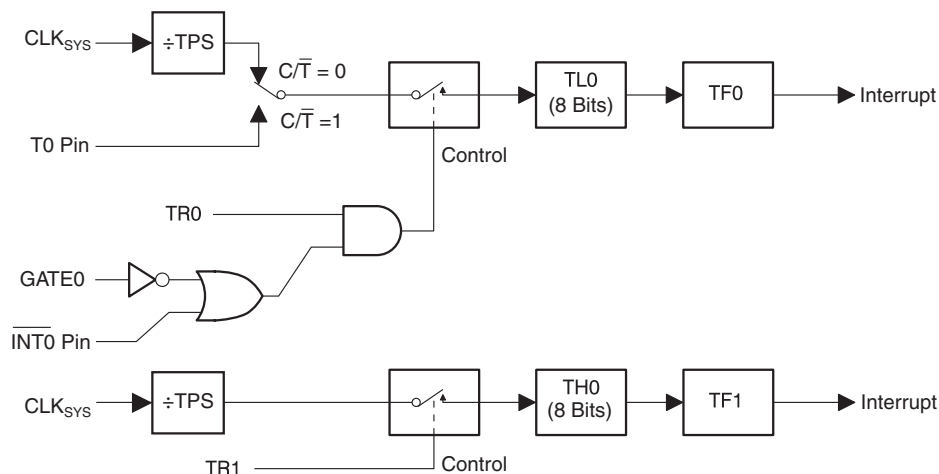 CLKSYS
÷TPS
C/T̅ = 0
C/T̅ =1
T0 Pin
TL0
(8 Bits)
TF0
Interrupt
Control
TR0
GATE0
I̅N̅T̅0̅ Pin
CLKSYS
÷TPS
TH0
(8 Bits)
TF1
Interrupt
TR1
Control